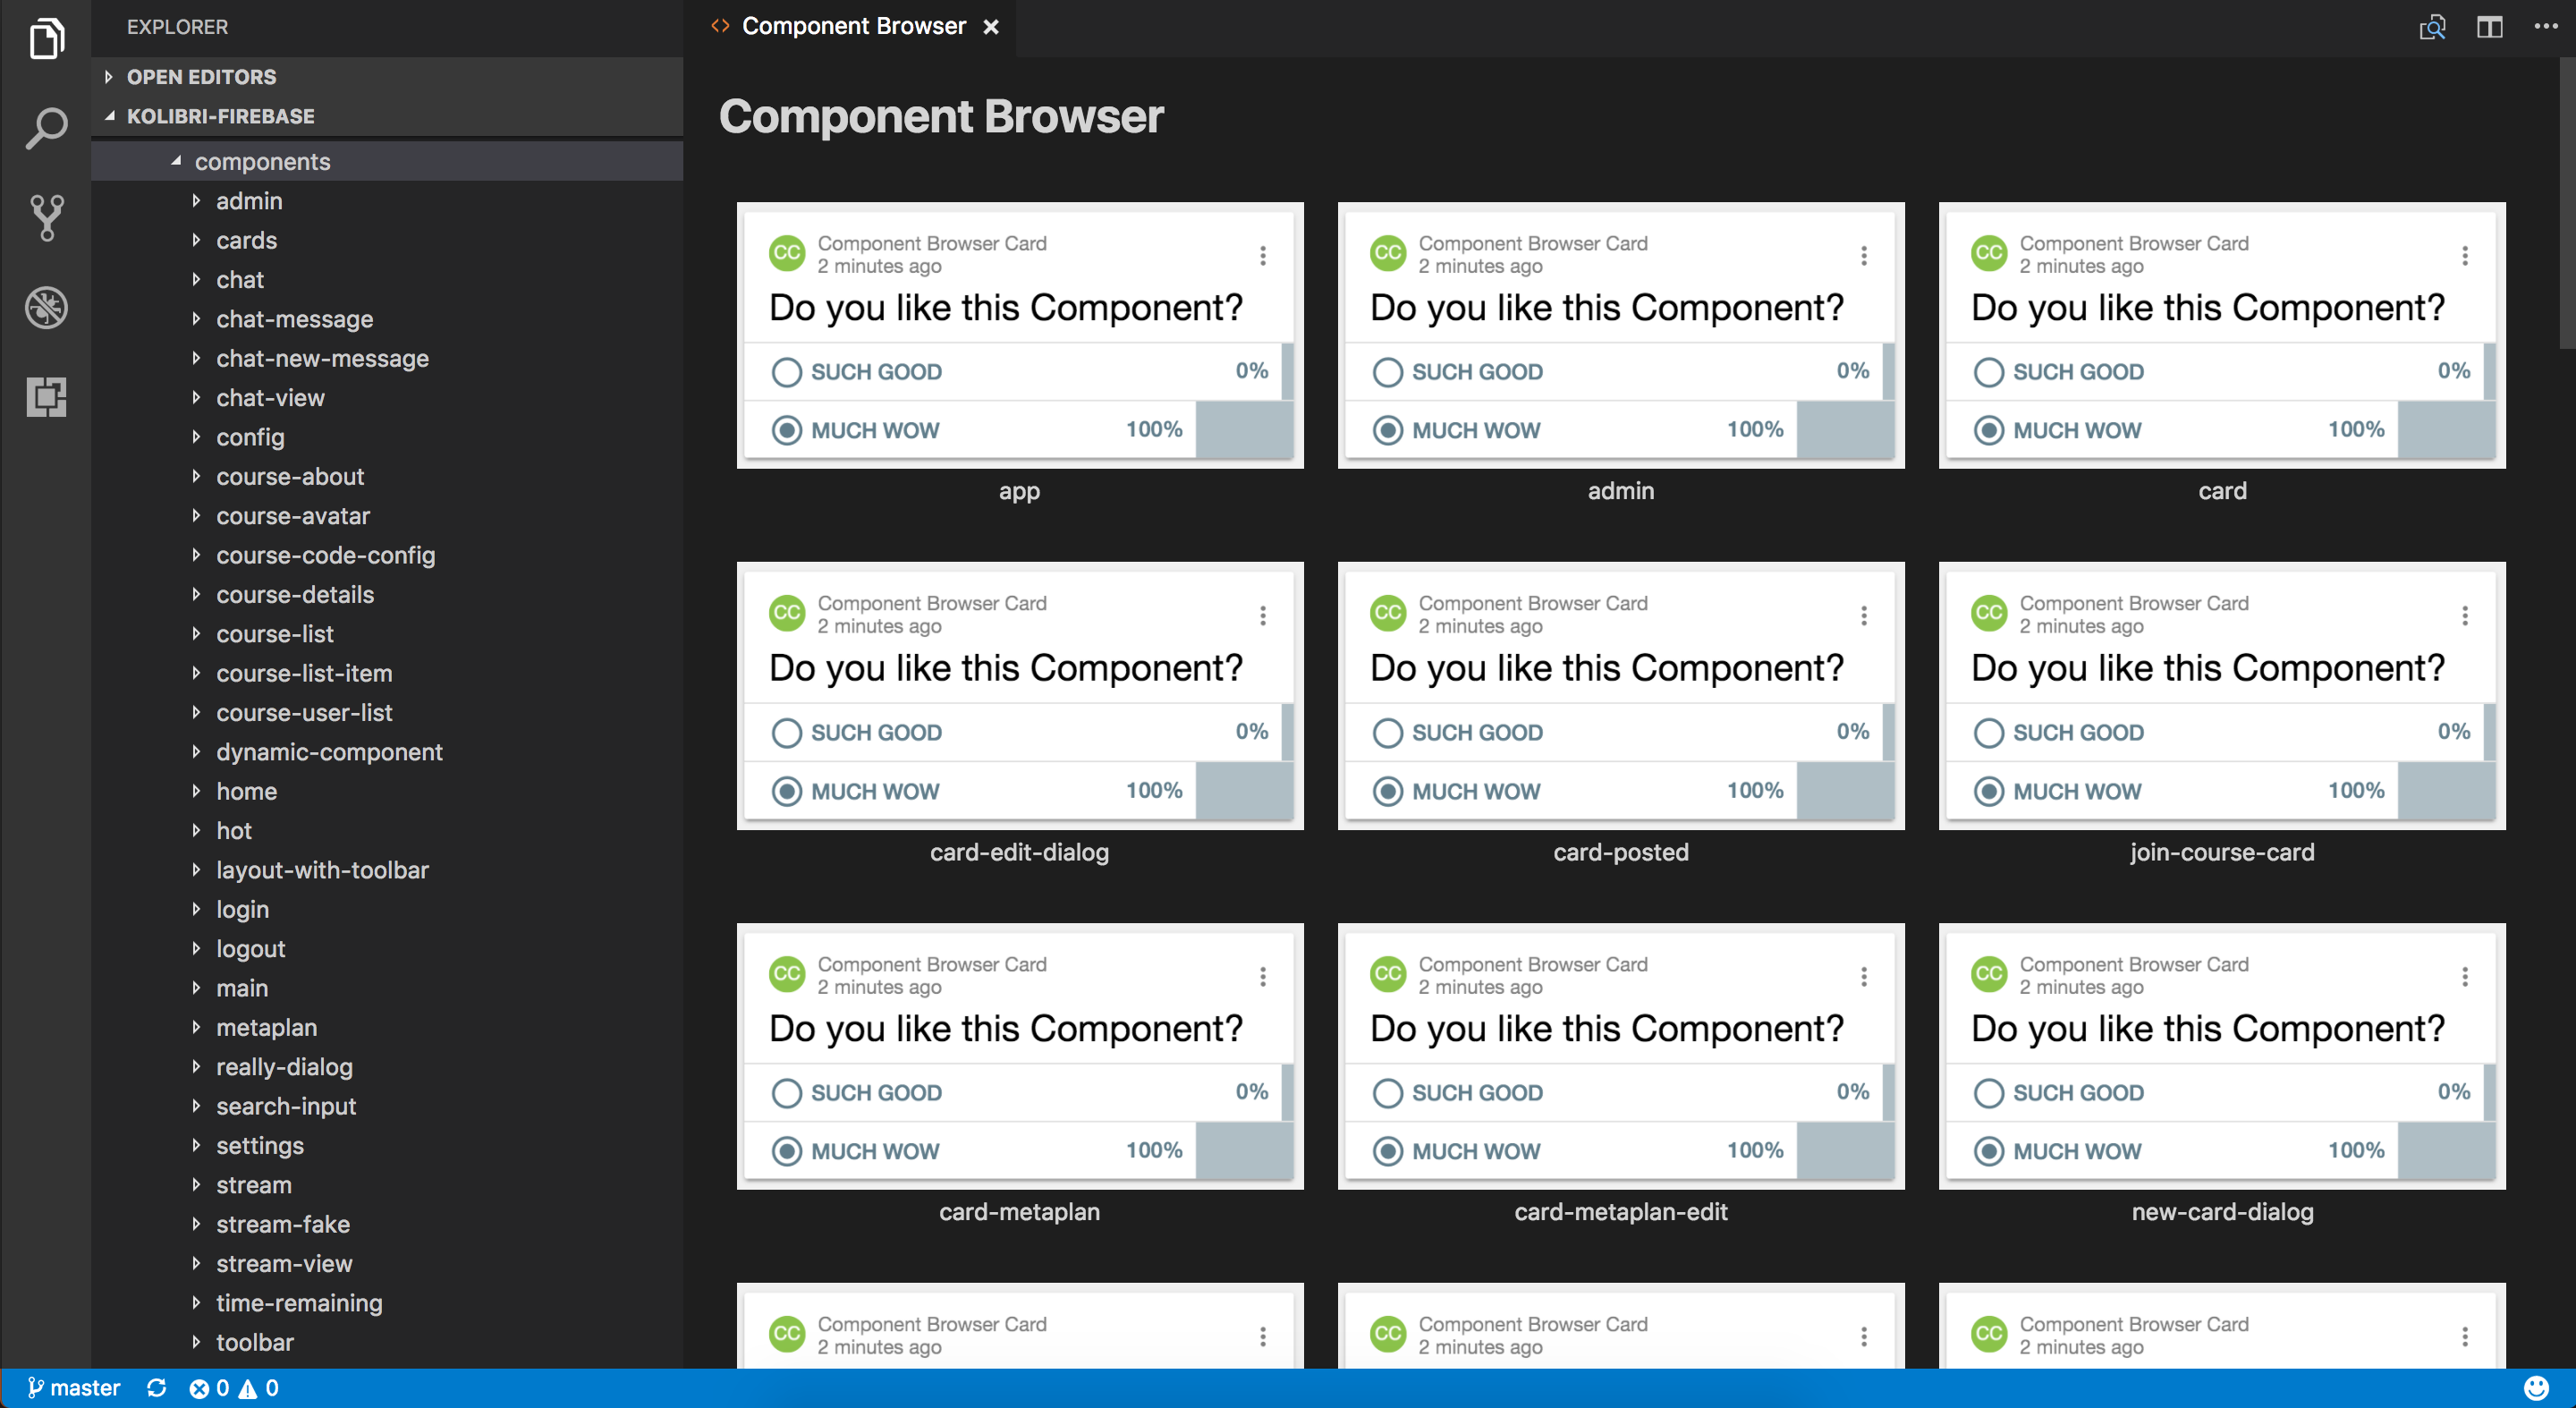 EXPLORER
OPEN EDITORS
KOLIBRI-FIREBASE
components
admin
cards
chat
chat-message
chat-new-message
chat-view
config
course-about
course-avatar
course-code-config
course-details
course-list
course-list-item
course-user-list
dynamic-component
home
hot
layout-with-toolbar
login
logout
main
metaplan
really-dialog
search-input
settings
stream
stream-fake
stream-view
time-remaining
toolbar
Component Browser
Component Browser
CC Component Browser Card
2 minutes ago
Do you like this Component?
SUCH GOOD 0%
MUCH WOW 100%
app
CC Component Browser Card
2 minutes ago
Do you like this Component?
SUCH GOOD 0%
MUCH WOW 100%
admin
CC Component Browser Card
2 minutes ago
Do you like this Component?
SUCH GOOD 0%
MUCH WOW 100%
card
CC Component Browser Card
2 minutes ago
Do you like this Component?
SUCH GOOD 0%
MUCH WOW 100%
card-edit-dialog
CC Component Browser Card
2 minutes ago
Do you like this Component?
SUCH GOOD 0%
MUCH WOW 100%
card-posted
CC Component Browser Card
2 minutes ago
Do you like this Component?
SUCH GOOD 0%
MUCH WOW 100%
join-course-card
CC Component Browser Card
2 minutes ago
Do you like this Component?
SUCH GOOD 0%
MUCH WOW 100%
card-metaplan
CC Component Browser Card
2 minutes ago
Do you like this Component?
SUCH GOOD 0%
MUCH WOW 100%
card-metaplan-edit
CC Component Browser Card
2 minutes ago
Do you like this Component?
SUCH GOOD 0%
MUCH WOW 100%
new-card-dialog
CC Component Browser Card
2 minutes ago
CC Component Browser Card
2 minutes ago
CC Component Browser Card
2 minutes ago
master 0 0